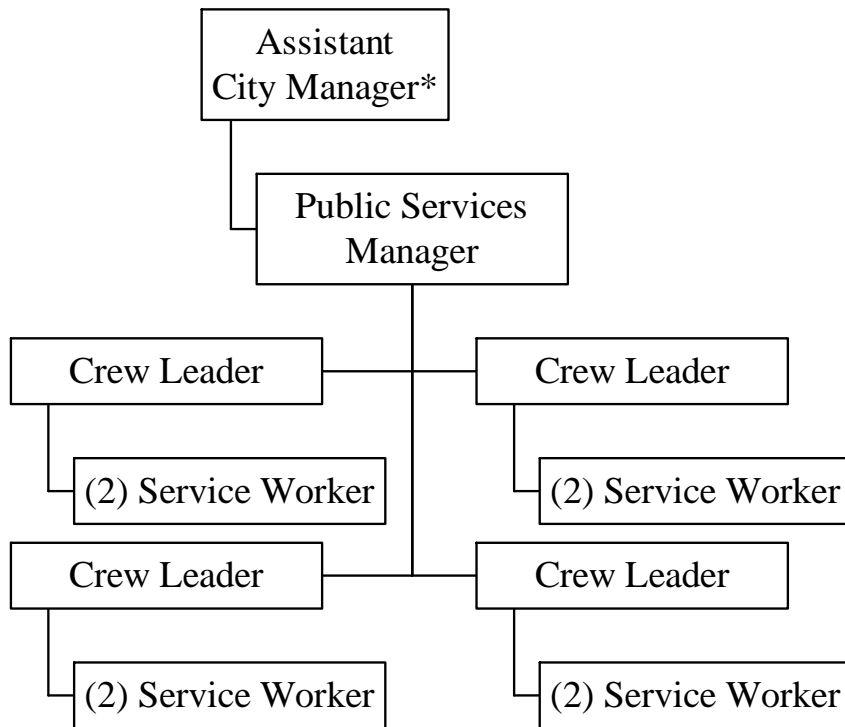 Assistant
City Manager*
Public Services
Manager
Crew Leader
Crew Leader
(2) Service Worker
(2) Service Worker
Crew Leader
Crew Leader
(2) Service Worker
(2) Service Worker